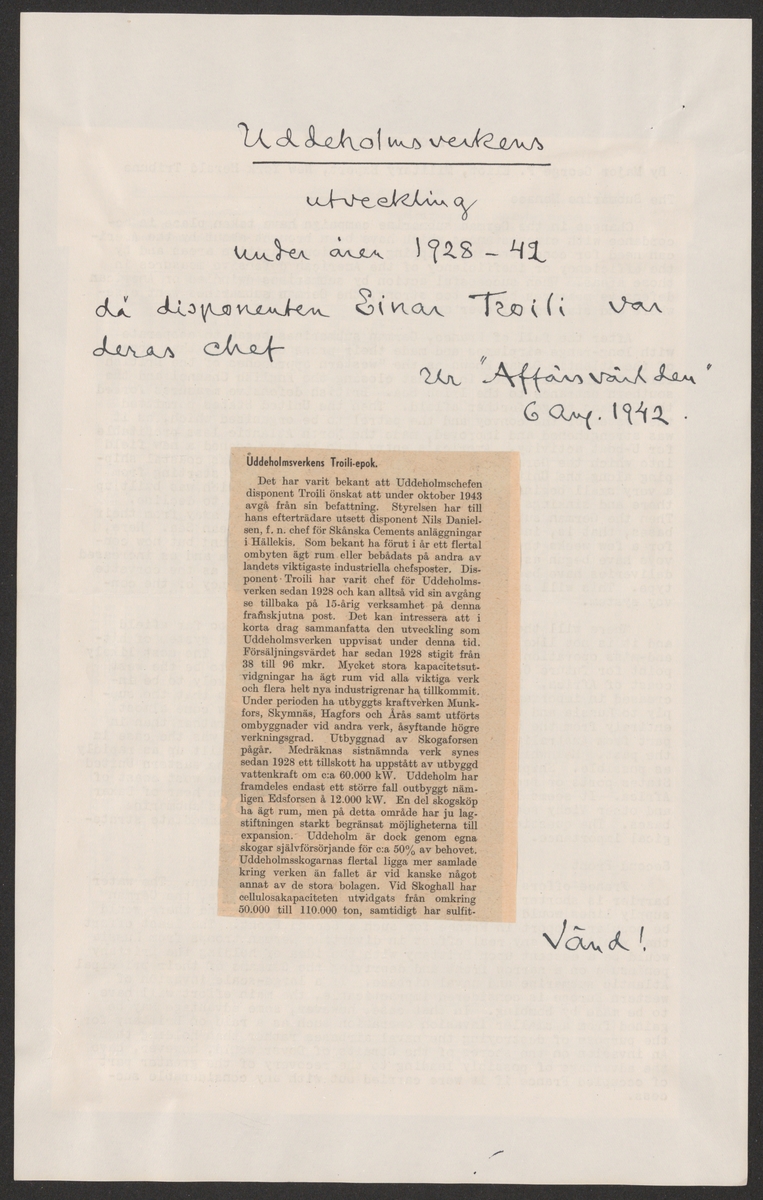 Uddeholmsverkens
utveckling
under åren 1928 – 42
då disponenten Einar Troili var
deras chef
Ur "Affärsvärlden"
6 Aug. 1942.
Uddeholmsverkens Troili-epok.
Det har varit bekant att Uddeholmschefen
disponent Troili önskat att under oktober 1943
avgå från sin befattning. Styrelsen har till
hans efterträdare utsett disponent Nils Daniel-
sen, f. n. chef för Skånska Cements anläggningar
i Hällekis. Som bekant ha förut i år ett flertal
ombyten ägt rum eller bebådats på andra av
landets viktigaste industriella chefsposter. Dis-
ponent Troili har varit chef för Uddeholms-
verken sedan 1928 och kan alltså vid sin avgång
se tillbaka på 15-årig verksamhet på denna
framskjutna post. Det kan intressera att i
korta drag sammanfatta den utveckling som
Uddeholmsverken uppvisat under denna tid.
Försäljningsvärdet har sedan 1928 stigit från
38 till 96 mkr. Mycket stora kapacitetsut-
vidgningar ha ägt rum vid alla viktiga verk
och flera helt nya industrigrenar ha tillkommit.
Under perioden ha utbyggts kraftverken Munk-
fors, Skymnäs, Hagfors och Årås samt utförts
ombyggnader vid andra verk, åsyftande högre
verkningsgrad. Utbyggnad av Skogaforsen
pågår. Medräknas sistnämnda verk synes
sedan 1928 ett tillskott ha uppstått av utbyggd
vattenkraft om c:a 60.000 kW. Uddeholm har
framdeles endast ett större fall outbyggt näm-
ligen Edsforsen å 12.000 kW. En del skogsköp
ha ägt rum, men på detta område har ju lag-
stiftningen starkt begränsat möjligheterna till
expansion. Uddeholm är dock genom egna
skogar självförsörjande för c:a 50% av behovet.
Uddeholmsskogarnas flertal ligga mer samlade
kring verken än fallet är vid kanske något
annat av de stora bolagen. Vid Skoghall har
cellulosakapaciteten utvidgats från omkring
50.000 till 110.000 ton, samtidigt har sulfit-
Vänd!